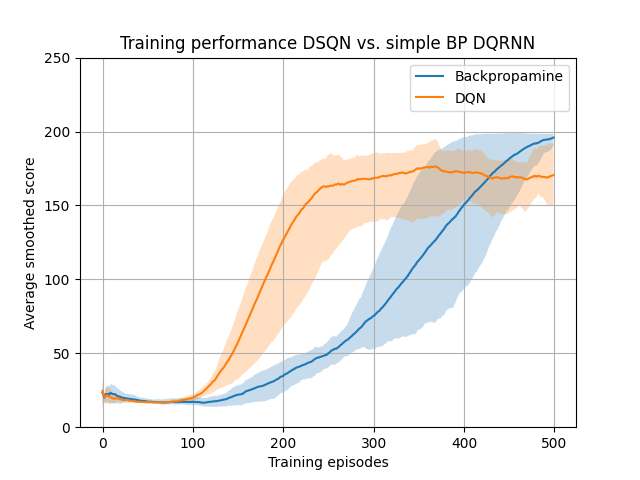 Training performance DSQN vs. simple BP DQRNN
Backpropamine
DQN
Average smoothed score
250
200
150
100
50
0
0 100 200 300 400 500
Training episodes